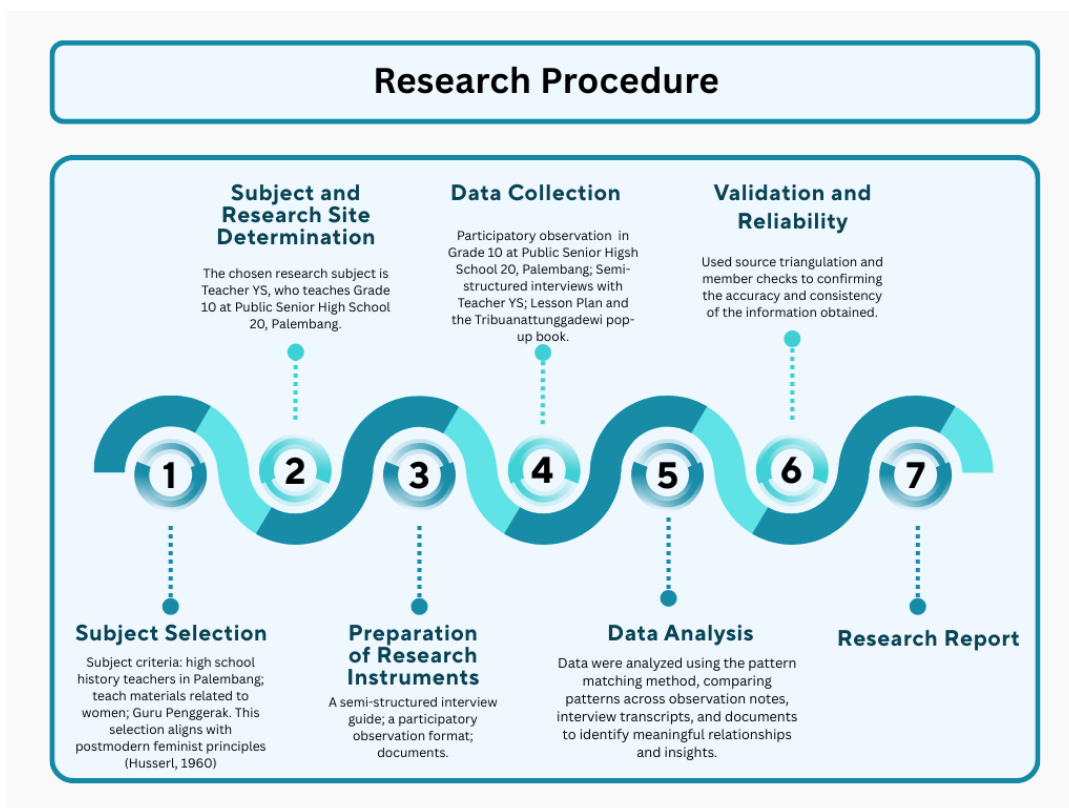 Research Procedure
1
Subject Selection
Subject criteria: high school
history teachers in Palembang;
teach materials related to
women; Guru Penggerak. This
selection aligns with
postmodern feminist principles
(Husserl, 1960)
2
Subject and
Research Site
Determination
The chosen research subject is
Teacher YS, who teaches Grade
10 at Public Senior High School
20, Palembang.
3
Preparation
of Research
Instruments
A semi-structured interview
guide; a participatory
observation format;
documents.
4
Data Collection
Participatory observation in
Grade 10 at Public Senior Higsh
School 20, Palembang; Semi-
structured interviews with
Teacher YS; Lesson Plan and
the Tribuanattunggadewi pop-
up book.
5
Data Analysis
Data were analyzed using the pattern
matching method, comparing
patterns across observation notes,
interview transcripts, and documents
to identify meaningful relationships
and insights.
6
Validation and
Reliability
Used source triangulation and
member checks to confirming
the accuracy and consistency
of the information obtained.
7
Research Report